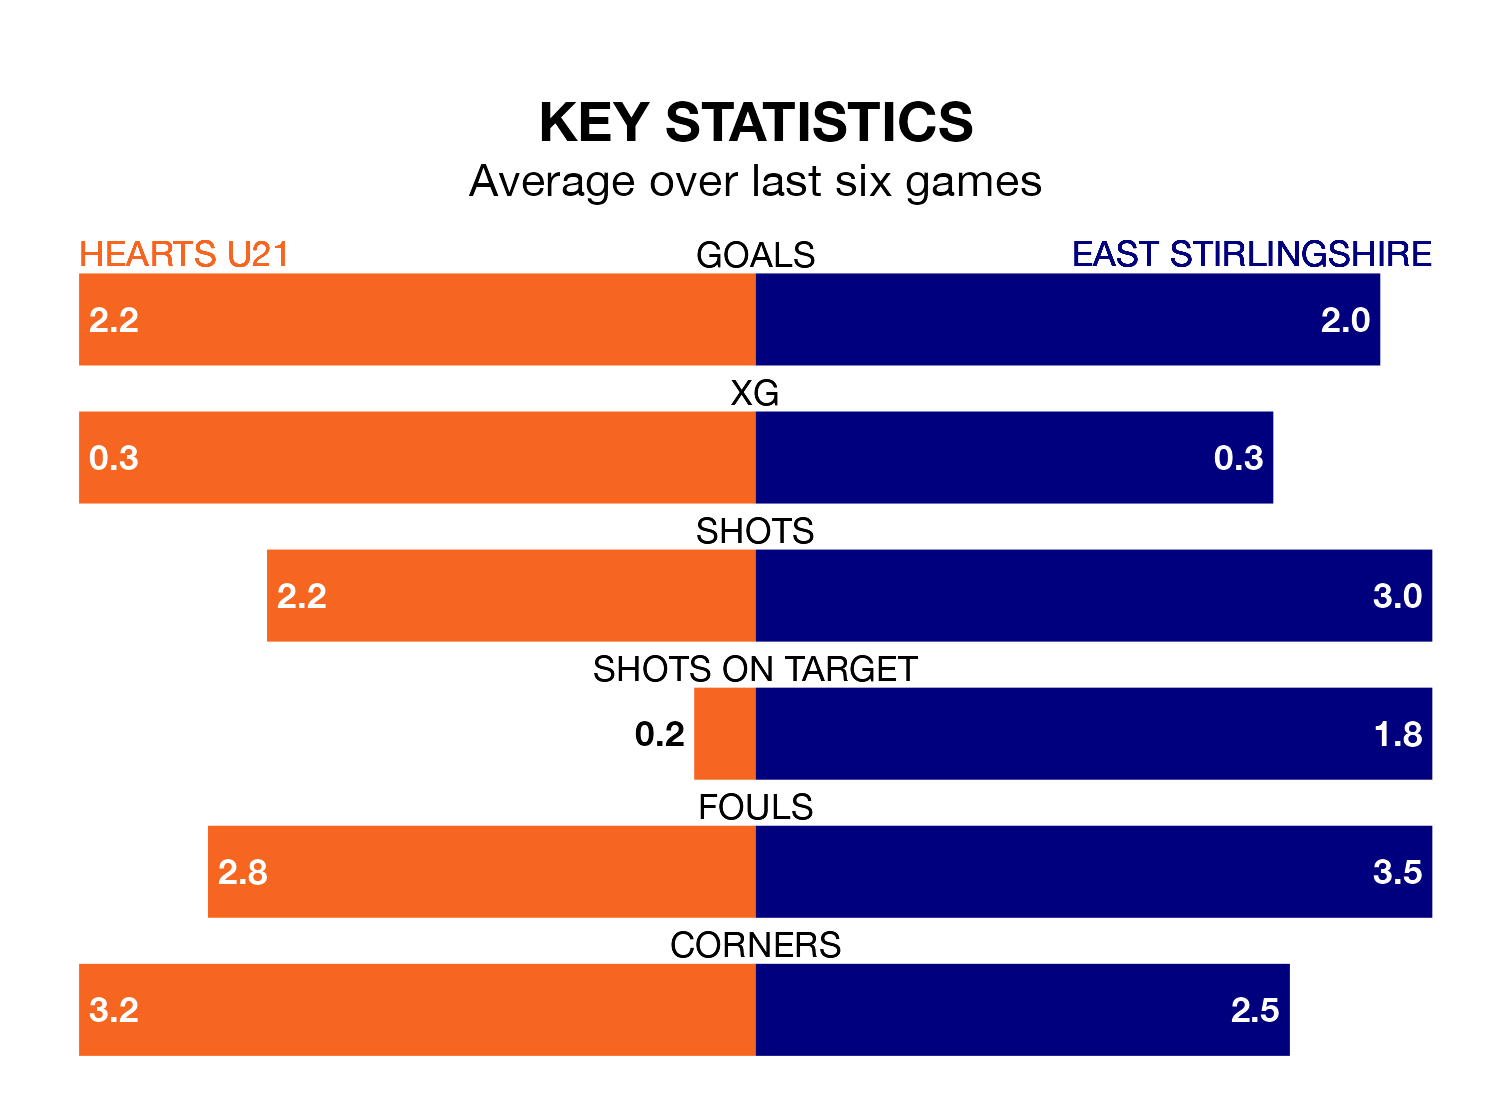 KEY STATISTICS
Average over last six games
HEARTS U21 GOALS EAST STIRLINGSHIRE
2.2 2.0
XG
0.3 0.3
SHOTS
2.2 3.0
SHOTS ON TARGET
0.2 1.8
FOULS
2.8 3.5
CORNERS
3.2 2.5